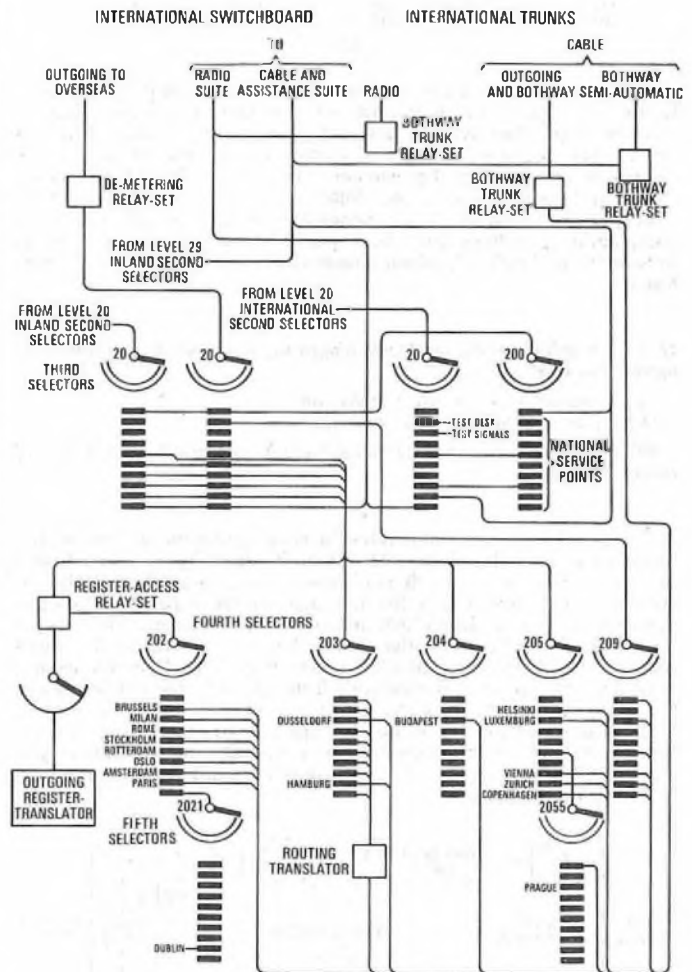 INTERNATIONAL SWITCHBOARD
INTERNATIONAL TRUNKS
TO
CABLE
OUTGOING TO
OVERSEAS
RADIO
SUITE
CABLE AND
ASSISTANCE SUITE
RADIO
OUTGOING
AND BOTHWAY
BOTHWAY
SEMI-AUTOMATIC
BOTHWAY
TRUNK
RELAY-SET
DE-METERING
RELAY-SET
BOTHWAY
TRUNK
RELAY-SET
BOTHWAY
TRUNK
RELAY-SET
FROM LEVEL 29
INLAND SECOND
SELECTORS
FROM LEVEL 20
INLAND SECOND
SELECTORS
FROM LEVEL 20
INTERNATIONAL
SECOND SELECTORS
THIRD
SELECTORS
20
20
20
200
TEST DESK
TEST SIGNALS
NATIONAL
SERVICE
POINTS
REGISTER-ACCESS
RELAY-SET
FOURTH SELECTORS
202
203
204
205
209
BRUSSELS
MILAN
ROME
STOCKHOLM
ROTTERDAM
OSLO
AMSTERDAM
PARIS
DUSSELDORF
HAMBURG
BUDAPEST
HELSINKI
LUXEMBURG
VIENNA
ZURICH
COPENHAGEN
OUTGOING
REGISTER-
TRANSLATOR
2021
2055
FIFTH
SELECTORS
ROUTING
TRANSLATOR
PRAGUE
DUBLIN